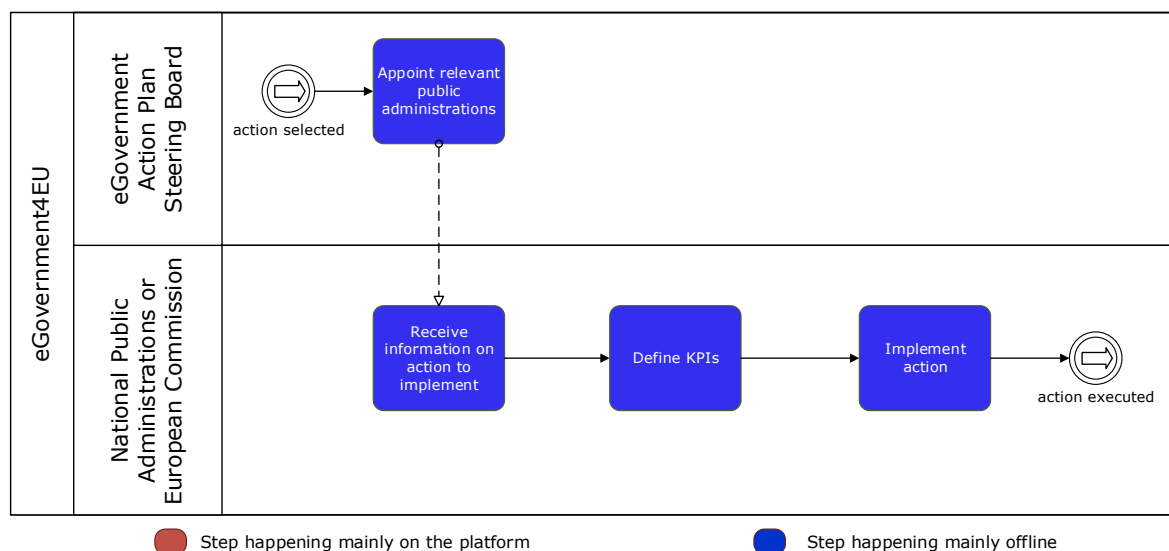 eGovernment4EU
eGovernment
Action Plan
Steering Board
action selected
Appoint relevant
public
administrations
National Public
Administrations or
European Commission
Receive
information on
action to
implement
Define KPIs
Implement
action
action executed
Step happening mainly on the platform
Step happening mainly offline